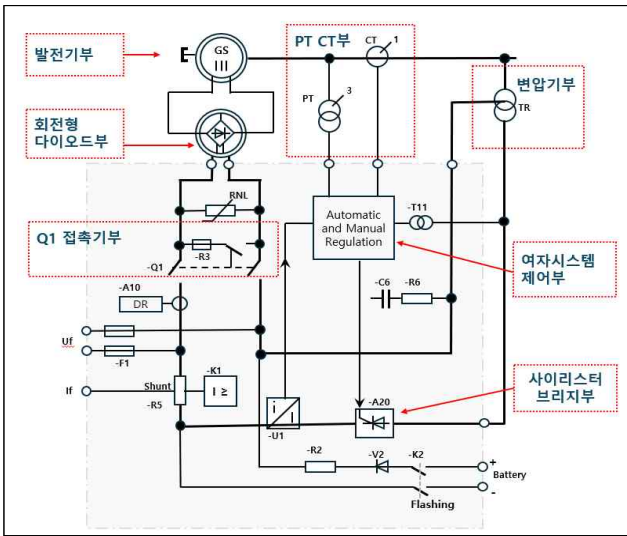 발전기부
GS
PT CT부
CT
1
3
PT
변압기부
TR
회전형
다이오드부
RNL
Automatic
and Manual
Regulation
-T11
Q1 접촉기부
-R3
-Q1
여자시스템
제어부
-C6
-R6
-A10
DR
Uf
-F1
-K1
If
Shunt
I ≥
-R5
i
I
-U1
-A20
사이리스터
브리지부
-R2
-V2
-K2
+
Battery
-
Flashing